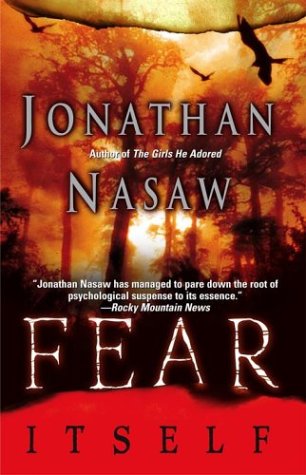 JONATHAN
Author of The Girls He Adored
NASAW
"Jonathan Nasaw has managed to pare down the root of
psychological suspense to its essence."
—Rocky Mountain News
FEAR
ITSELF